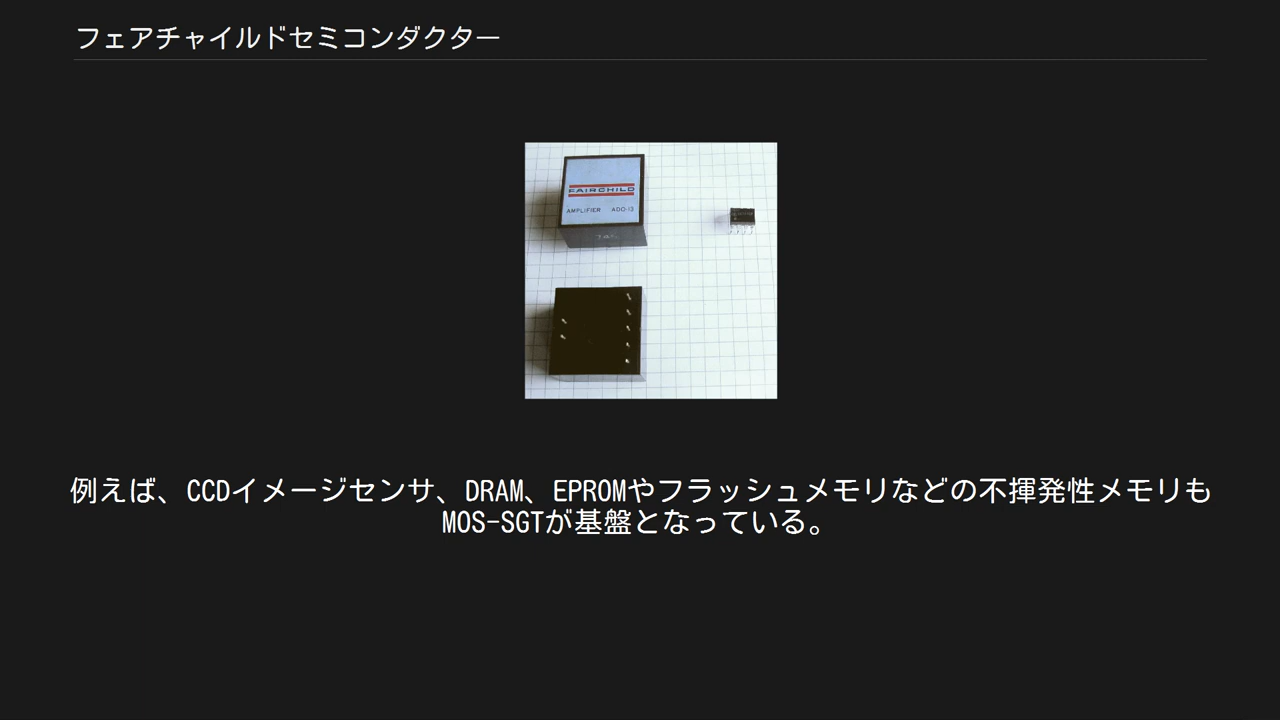 フェアチャイルドセミコンダクター
FAIRCHILD
AMPLIFIER ADO-13
例えば、CCDイメージセンサ、DRAM、EPROMやフラッシュメモリなどの不揮発性メモリも
MOS-SGTが基盤となっている。